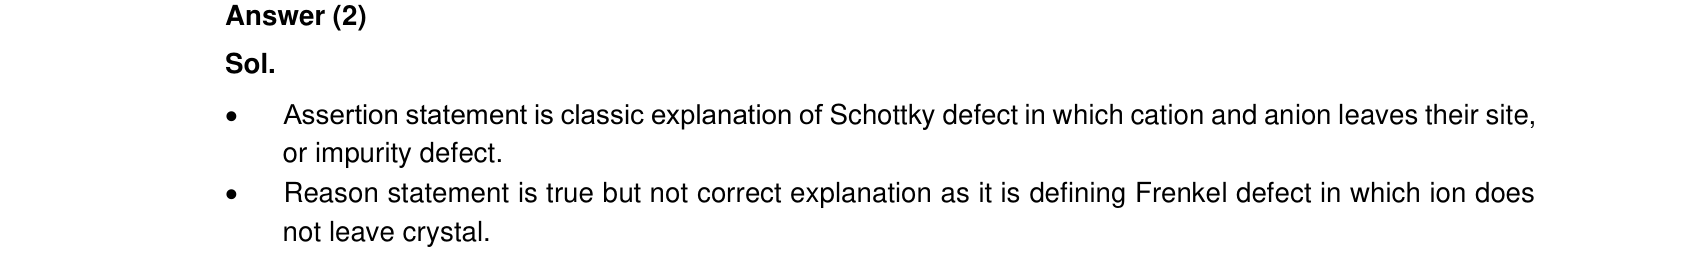 Answer (2)
Sol.
• Assertion statement is classic explanation of Schottky defect in which cation and anion leaves their site,
or impurity defect.
• Reason statement is true but not correct explanation as it is defining Frenkel defect in which ion does
not leave crystal.